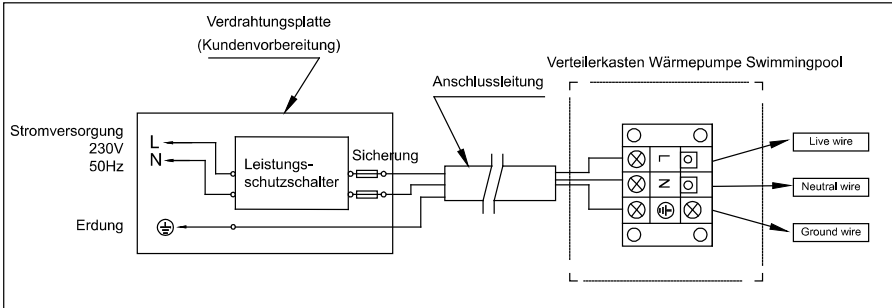 Verdrahtungsplatte
(Kundenvorbereitung)
Verteilerkasten Wärmepumpe Swimmingpool
Anschlussleitung
Stromversorgung
230V
50Hz
L
N
Leistungs-
schutzschalter
Sicherung
Erdung
L
N
Live wire
Neutral wire
Ground wire